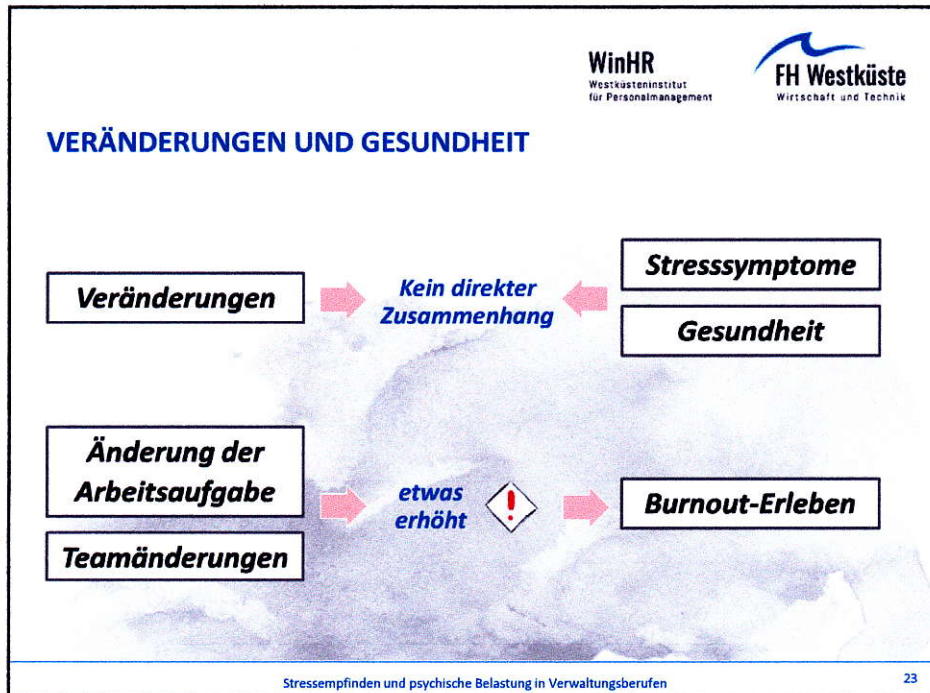 WinHR
Westküsteninstitut
für Personalmanagement
FH Westküste
Wirtschaft und Technik
VERÄNDERUNGEN UND GESUNDHEIT
Veränderungen
Kein direkter
Zusammenhang
Stresssymptome
Gesundheit
Änderung der
Arbeitsaufgabe
Teamänderungen
etwas
erhöht
!
Burnout-Erleben
Stressempfinden und psychische Belastung in Verwaltungsberufen
23